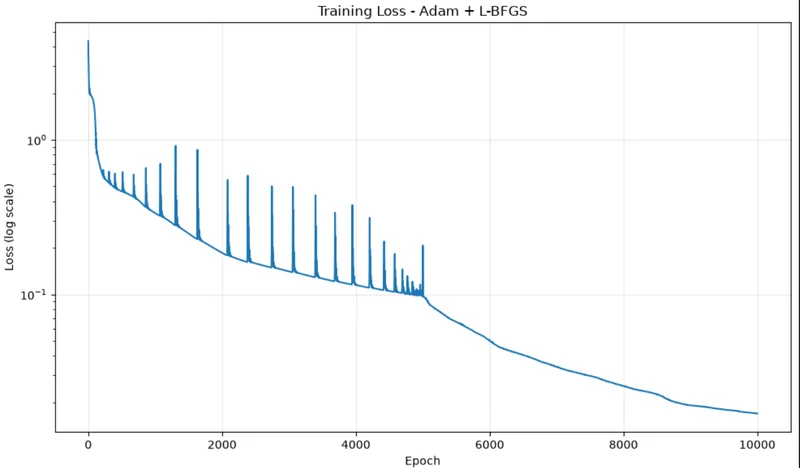 Training Loss - Adam + L-BFGS
Loss (log scale)
10⁰
10⁻¹
0 2000 4000 6000 8000 10000
Epoch